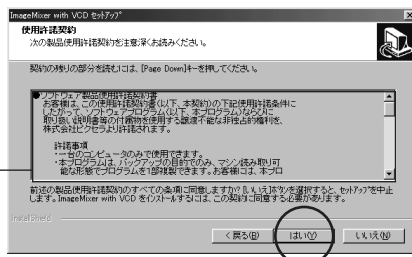 ImageMixer with VCD ｾｯﾄｱｯﾌﾟ
使用許諾契約
次の製品使用許諾契約を注意深くお読みください。
契約の残りの部分を読むには、[Page Down]キーを押してください。
●ソフトウェア製品使用許諾契約書
お客様は、この使用許諾契約書（以下、本契約）の下記使用許諾条件に
したがって、ソフトウェアプログラム（以下、本プログラム）ならびに
取り扱い説明書等の付属物を使用する譲渡不能な非独占的権利を、
株式会社ピクセラより許諾されます。
許諾事項
・一台のコンピュータのみで使用できます。
・本プログラムは、バックアップの目的でのみ、マシン読み取り可
能な形態でプログラムを1部複製できます。お客様には、本プロ
前述の製品使用許諾契約のすべての条項に同意しますか? [いいえ]ﾎﾞﾀﾝを選択すると、ｾｯﾄｱｯﾌﾟを中止
します。ImageMixer with VCD をｲﾝｽﾄｰﾙするには、この契約に同意する必要があります。
InstallShield
< 戻る(B)
はい(Y)
いいえ(N)